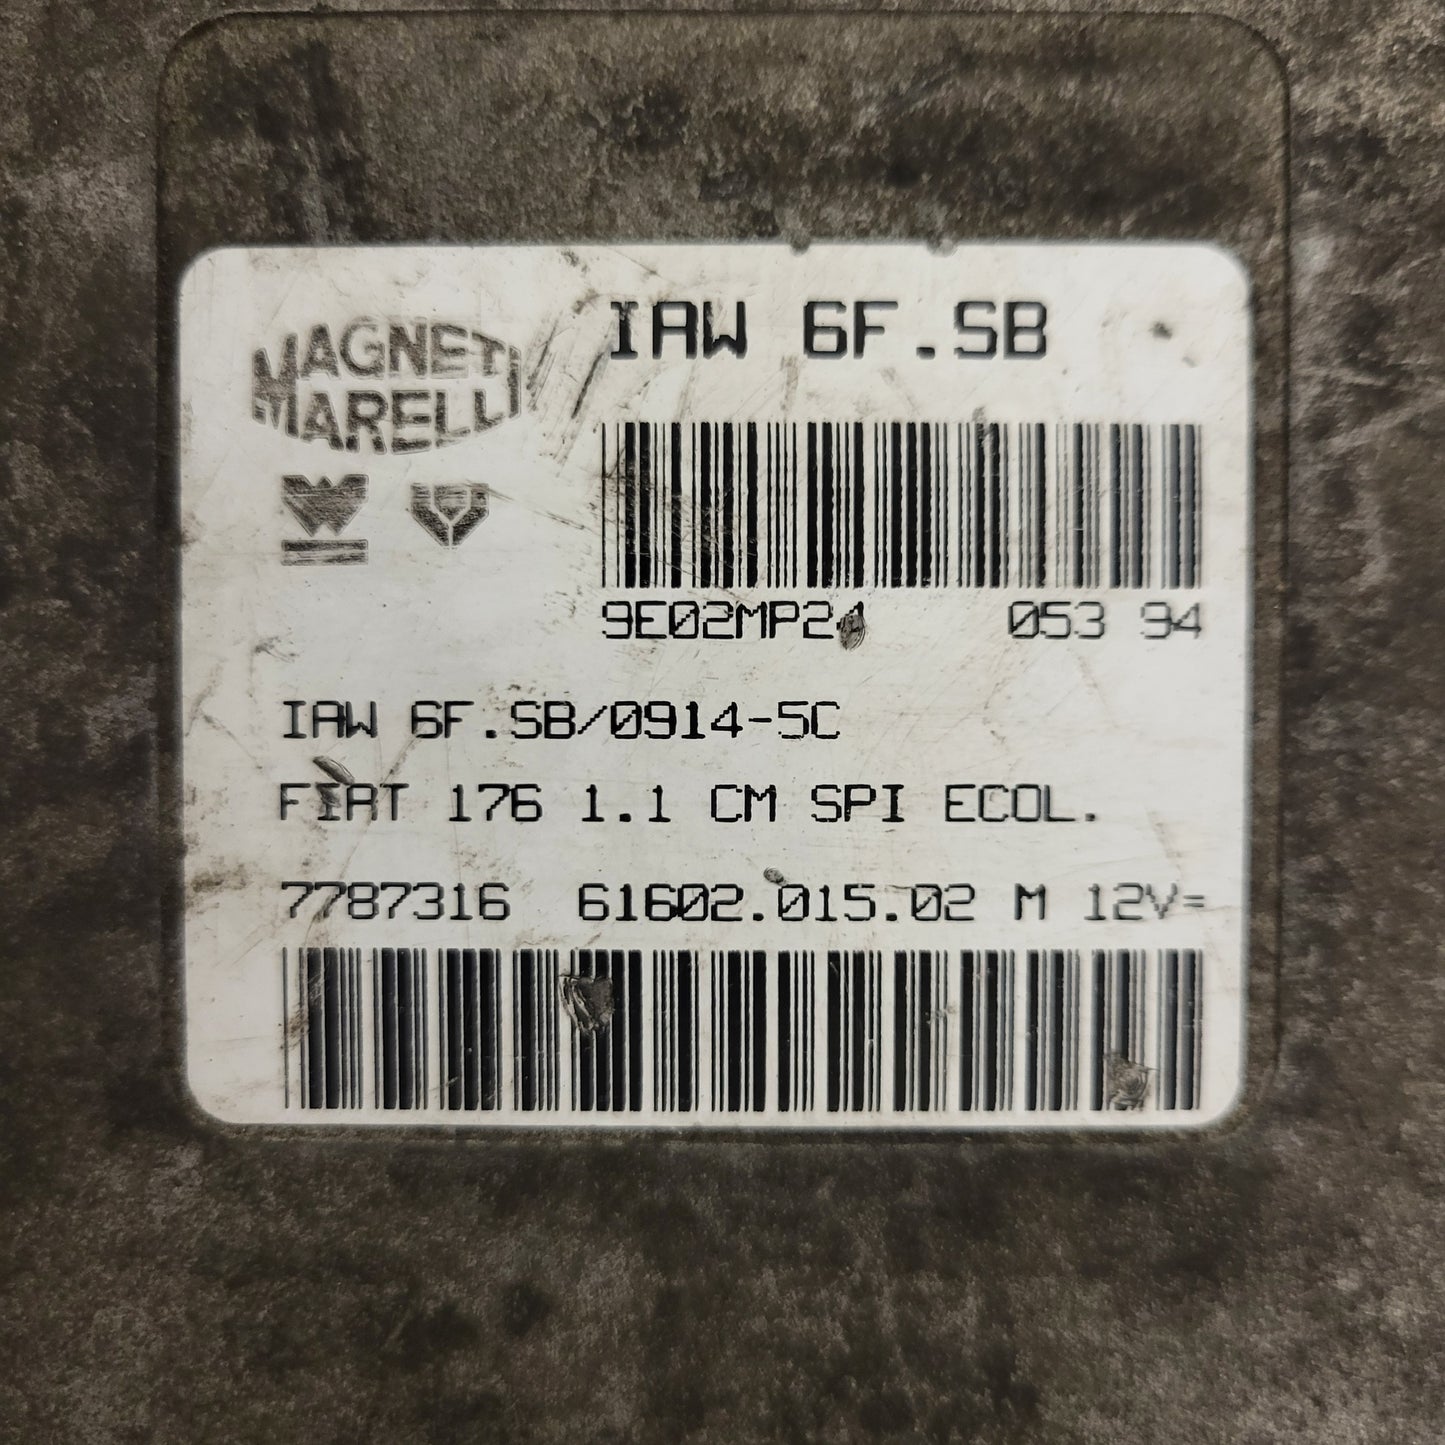 MAGNETI
MARELLI
IAW 6F.SB
9E02MP24 053 94
IAW 6F.SB/0914-5C
FIAT 176 1.1 CM SPI ECOL.
7787316 61602.015.02 M 12V=